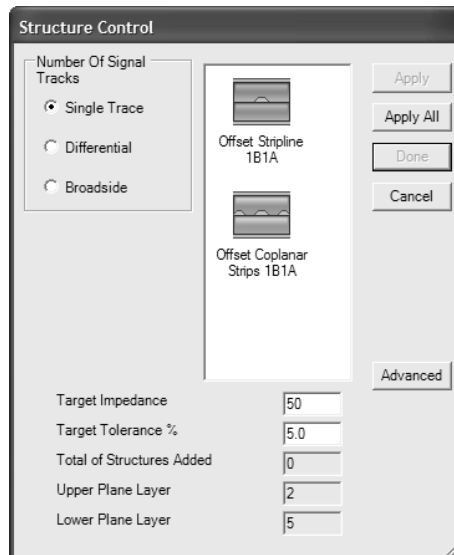 Structure Control
Number Of Signal
Tracks
Single Trace
Differential
Broadside
Offset Stripline
1B1A
Offset Coplanar
Strips 1B1A
Apply
Apply All
Done
Cancel
Advanced
Target Impedance 50
Target Tolerance % 5.0
Total of Structures Added 0
Upper Plane Layer 2
Lower Plane Layer 5